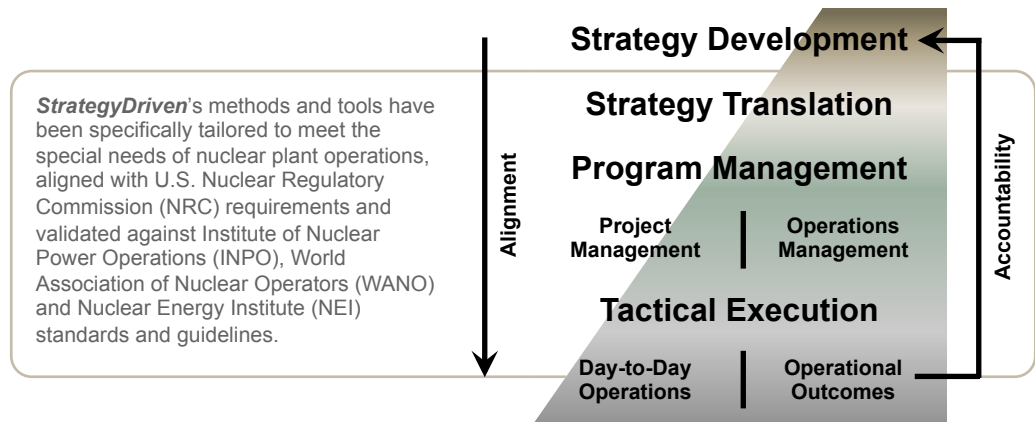 Strategy Development
StrategyDriven's methods and tools have
been specifically tailored to meet the
special needs of nuclear plant operations,
aligned with U.S. Nuclear Regulatory
Commission (NRC) requirements and
validated against Institute of Nuclear
Power Operations (INPO), World
Association of Nuclear Operators (WANO)
and Nuclear Energy Institute (NEI)
standards and guidelines.
Alignment
Strategy Translation
Program Management
Project
Management
Operations
Management
Tactical Execution
Day-to-Day
Operations
Operational
Outcomes
Accountability